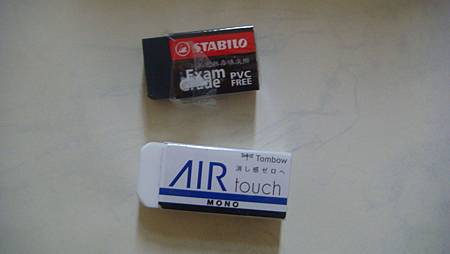 STABILO
Exam
Grade
PVC
FREE
Tombow
消し感ゼロへ
AIR touch
MONO